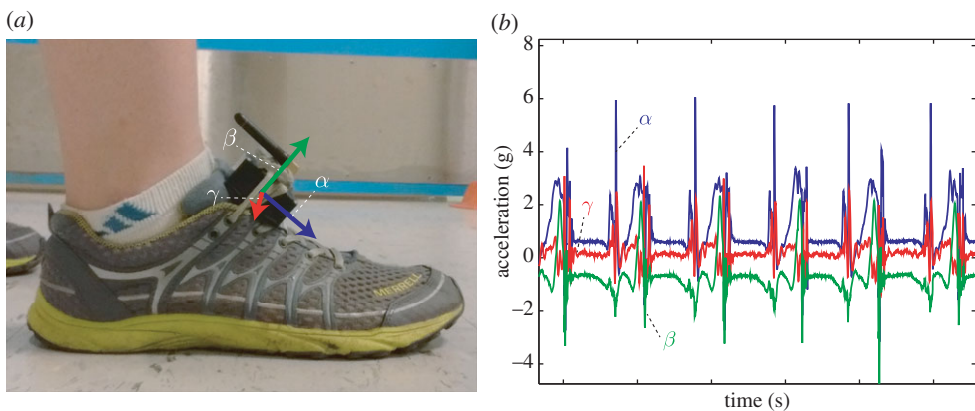 (a)
β
γ
α
MERRELL
(b)
8
6
4
2
0
−2
−4
acceleration (g)
α
γ
β
time (s)